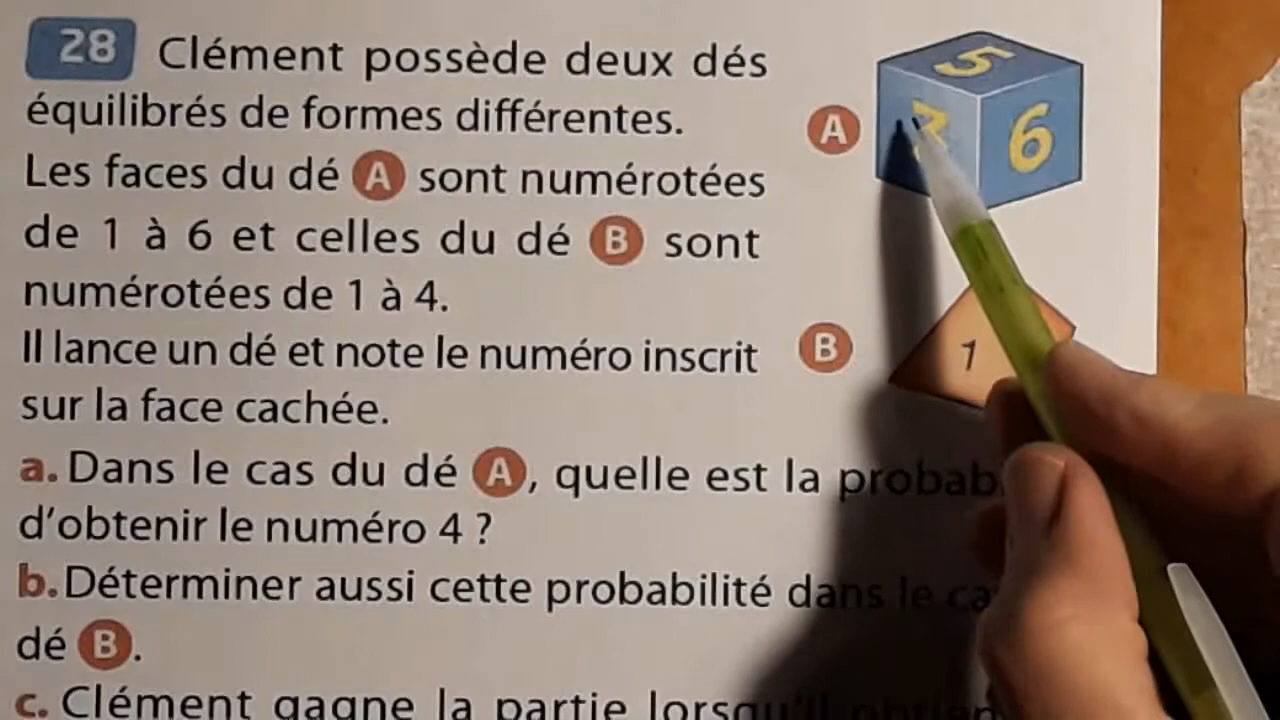 28 Clément possède deux dés
équilibrés de formes différentes.
Les faces du dé A sont numérotées
de 1 à 6 et celles du dé B sont
numérotées de 1 à 4.
Il lance un dé et note le numéro inscrit
sur la face cachée.
a. Dans le cas du dé A, quelle est la
d'obtenir le numéro 4 ?
b. Déterminer aussi cette probabilité dans le
dé B.
c. Clément gagne la partie
A
5
6
B
1